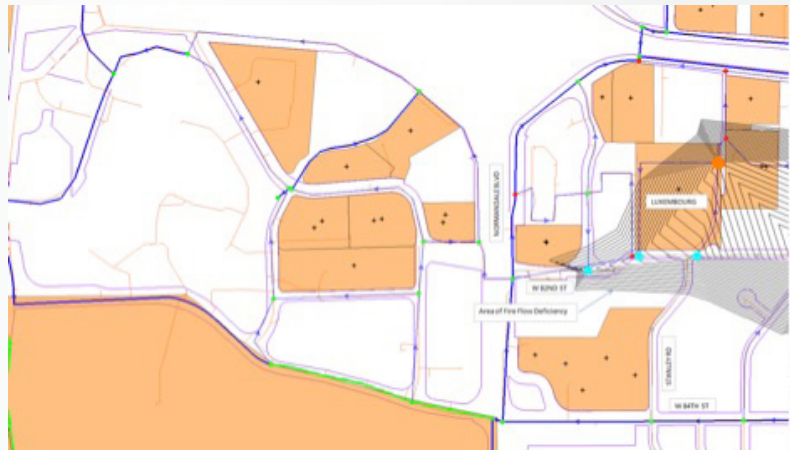 NORMANDALE BLVD
LUXEMBOURG
W 82ND ST
Area of Fire Flow Deficiency
STANLEY RD
W 84TH ST